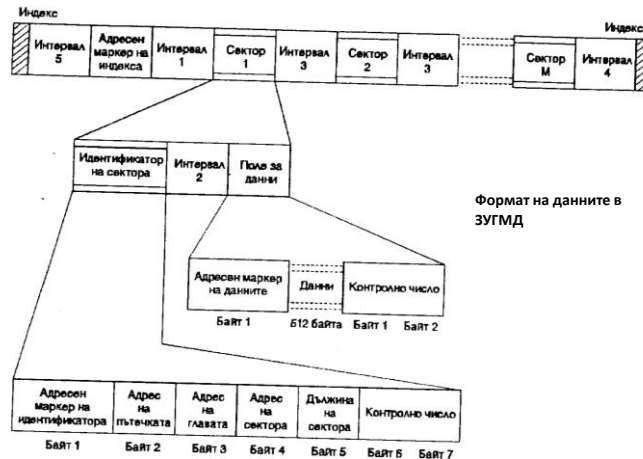 Индекс
Индекс
Интервал
5
Адресен
маркер на
индекса
Интервал
1
Сектор
1
Интервал
3
Сектор
2
Интервал
3
Сектор
М
Интервал
4
Идентификатор
на сектора
Интервал
2
Поле за
данни
Формат на данните в
ЗУГМД
Адресен маркер
на данните
Данни
Контролно число
Байт 1
512 байта
Байт 1
Байт 2
Адресен
маркер на
идентификатора
Адрес
на
пътечката
Адрес
на
главата
Адрес
на
сектора
Дължина
на
сектора
Контролно число
Байт 1
Байт 2
Байт 3
Байт 4
Байт 5
Байт 6
Байт 7